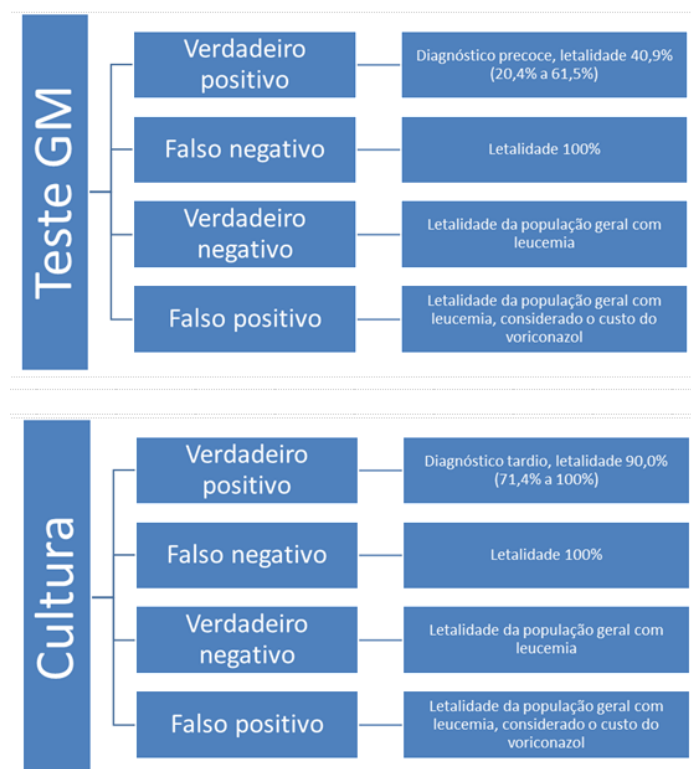 Teste GM
Verdadeiro
positivo
Diagnóstico precoce, letalidade 40,9%
(20,4% a 61,5%)
Falso negativo
Letalidade 100%
Verdadeiro
negativo
Letalidade da população geral com
leucemia
Falso positivo
Letalidade da população geral com
leucemia, considerado o custo do
voriconazol
Cultura
Verdadeiro
positivo
Diagnóstico tardio, letalidade 90,0%
(71,4% a 100%)
Falso negativo
Letalidade 100%
Verdadeiro
negativo
Letalidade da população geral com
leucemia
Falso positivo
Letalidade da população geral com
leucemia, considerado o custo do
voriconazol